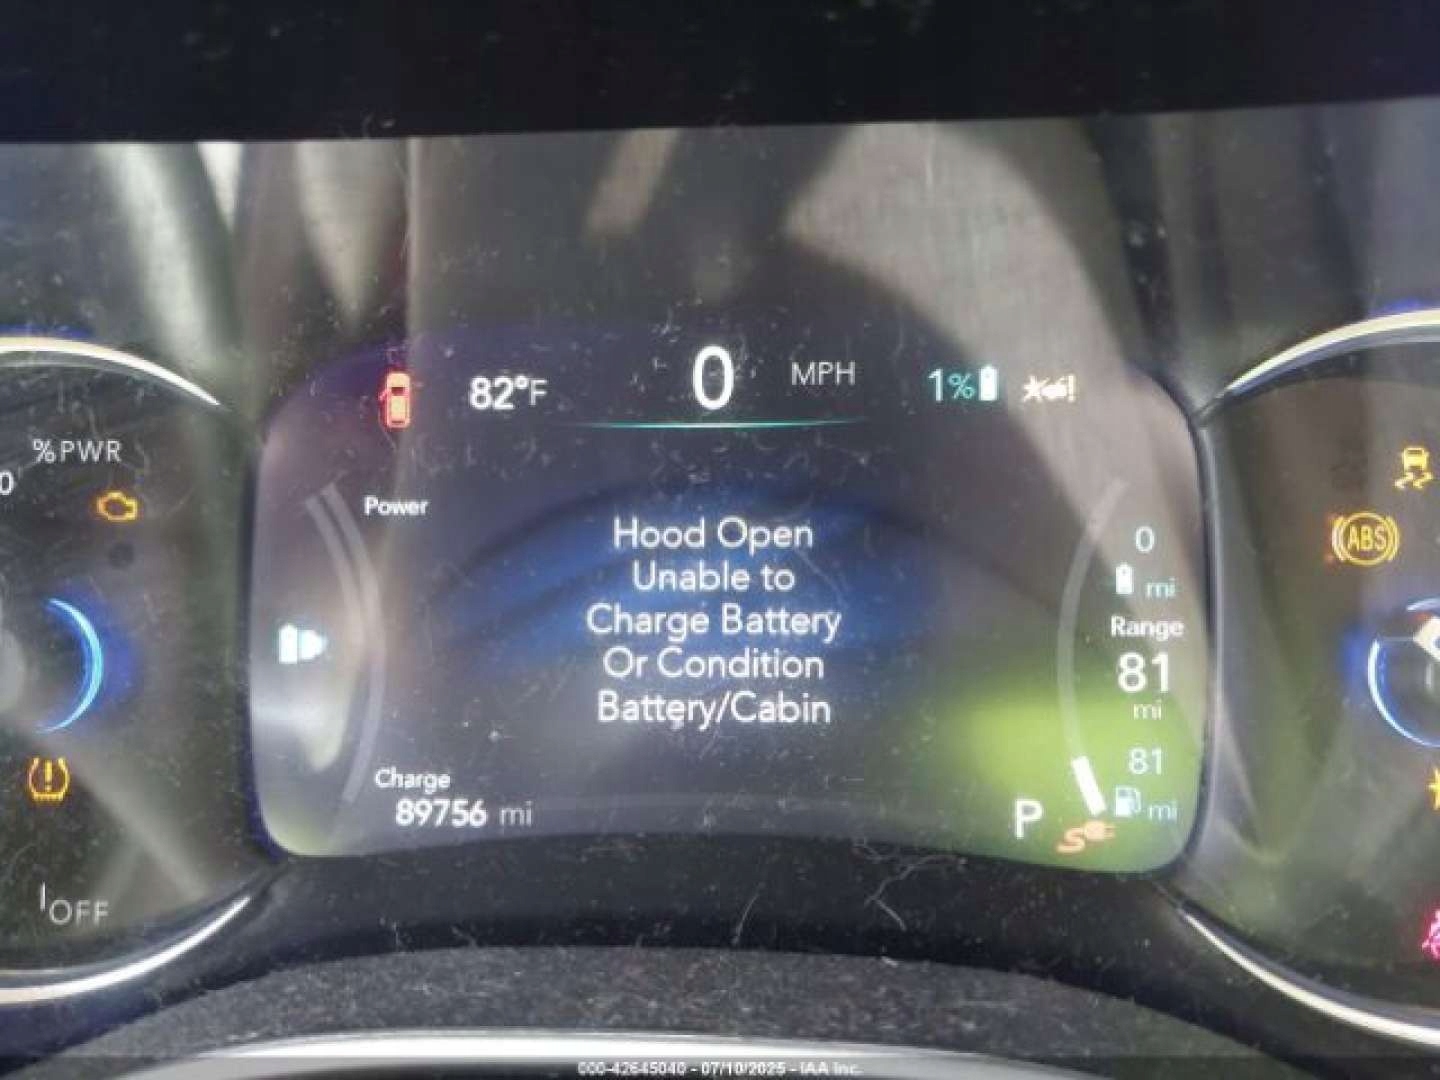 82°F
0 MPH
1%
%PWR
0
Power
Hood Open
Unable to
Charge Battery
Or Condition
Battery/Cabin
0
mi
Range
81
mi
81
mi
ABS
Charge
89756 mi
P
OFF
000-42645040 - 07/10/2025 - IAA Inc.